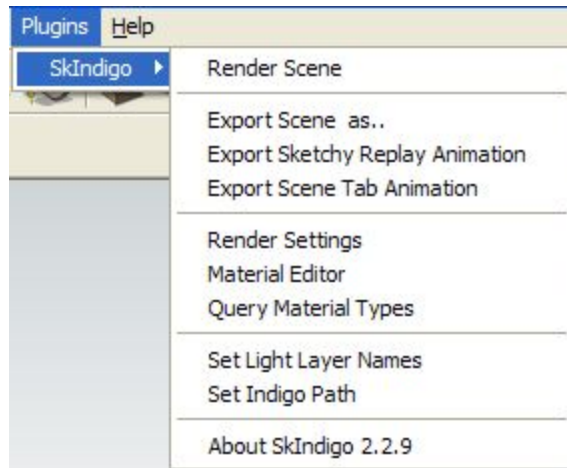 Plugins Help
SkIndigo
Render Scene
Export Scene as..
Export Sketchy Replay Animation
Export Scene Tab Animation
Render Settings
Material Editor
Query Material Types
Set Light Layer Names
Set Indigo Path
About SkIndigo 2.2.9